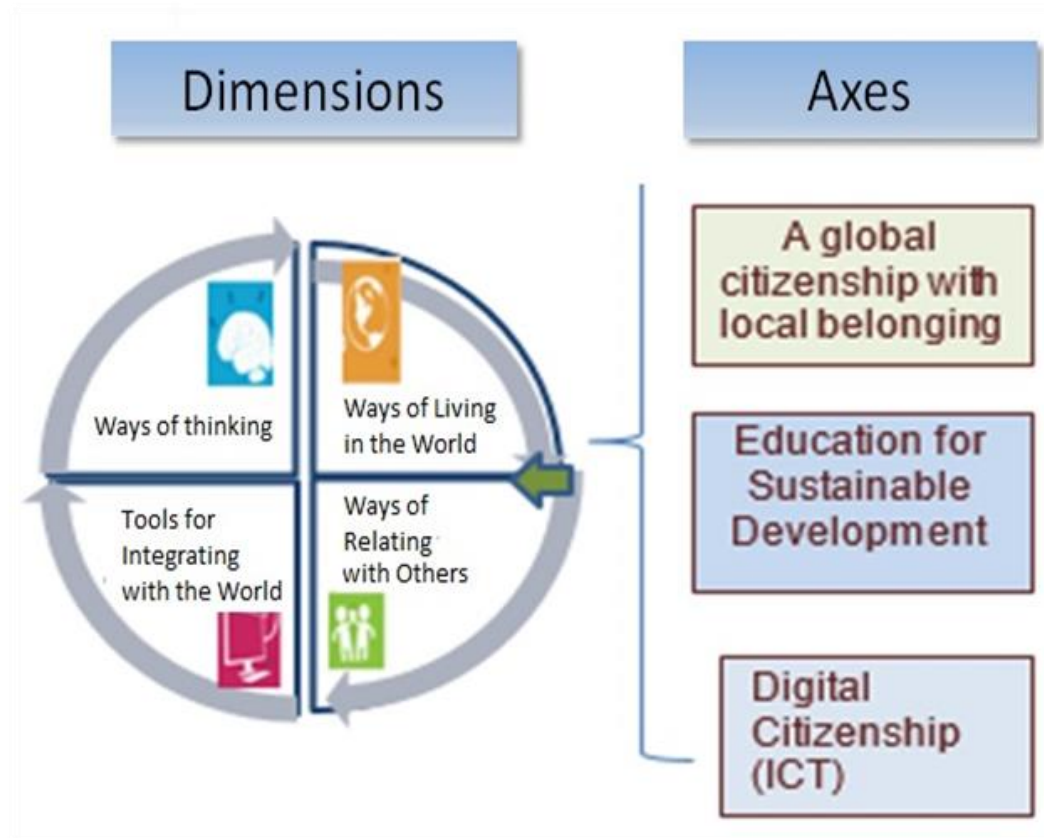 Dimensions
Axes
Ways of thinking
Ways of Living
in the World
Tools for
Integrating
with the World
Ways of
Relating
with Others
A global
citizenship with
local belonging
Education for
Sustainable
Development
Digital
Citizenship
(ICT)